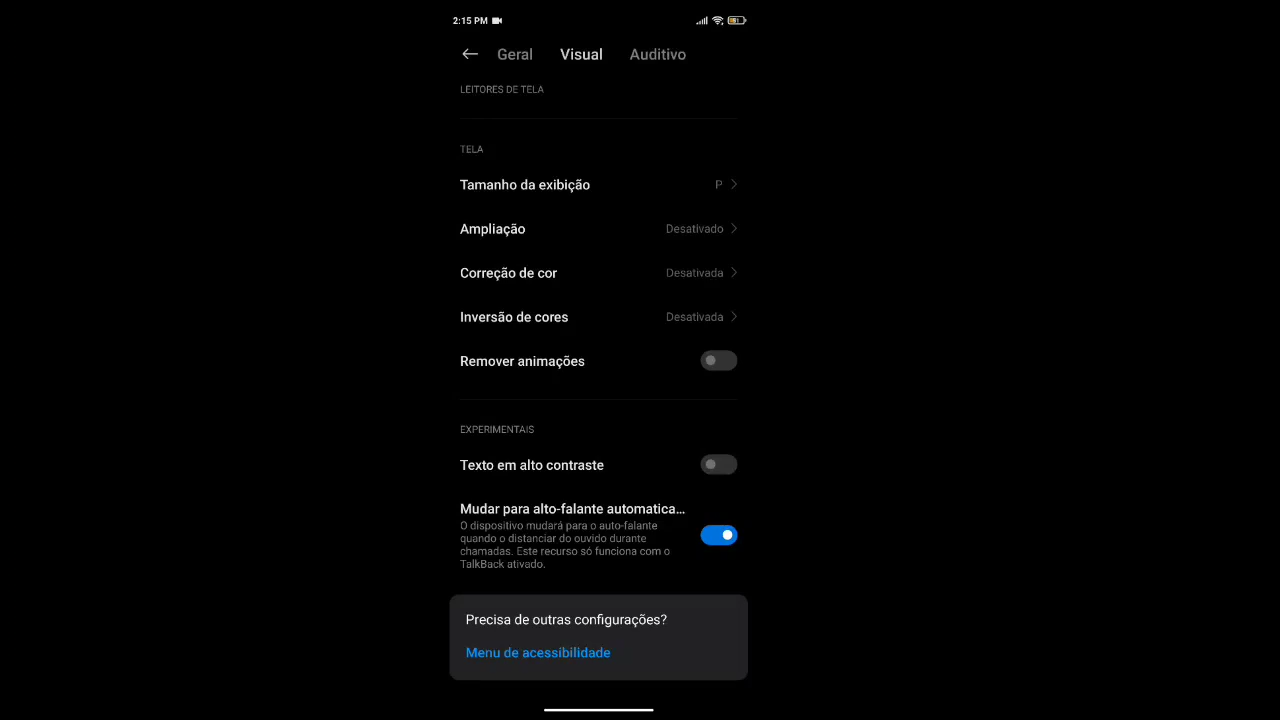 2:15 PM
Geral Visual Auditivo
LEITORES DE TELA
TELA
Tamanho da exibição P
Ampliação Desativado
Correção de cor Desativada
Inversão de cores Desativada
Remover animações
EXPERIMENTAIS
Texto em alto contraste
Mudar para alto-falante automatica...
O dispositivo mudará para o auto-falante
quando o distanciar do ouvido durante
chamadas. Este recurso só funciona com o
TalkBack ativado.
Precisa de outras configurações?
Menu de acessibilidade